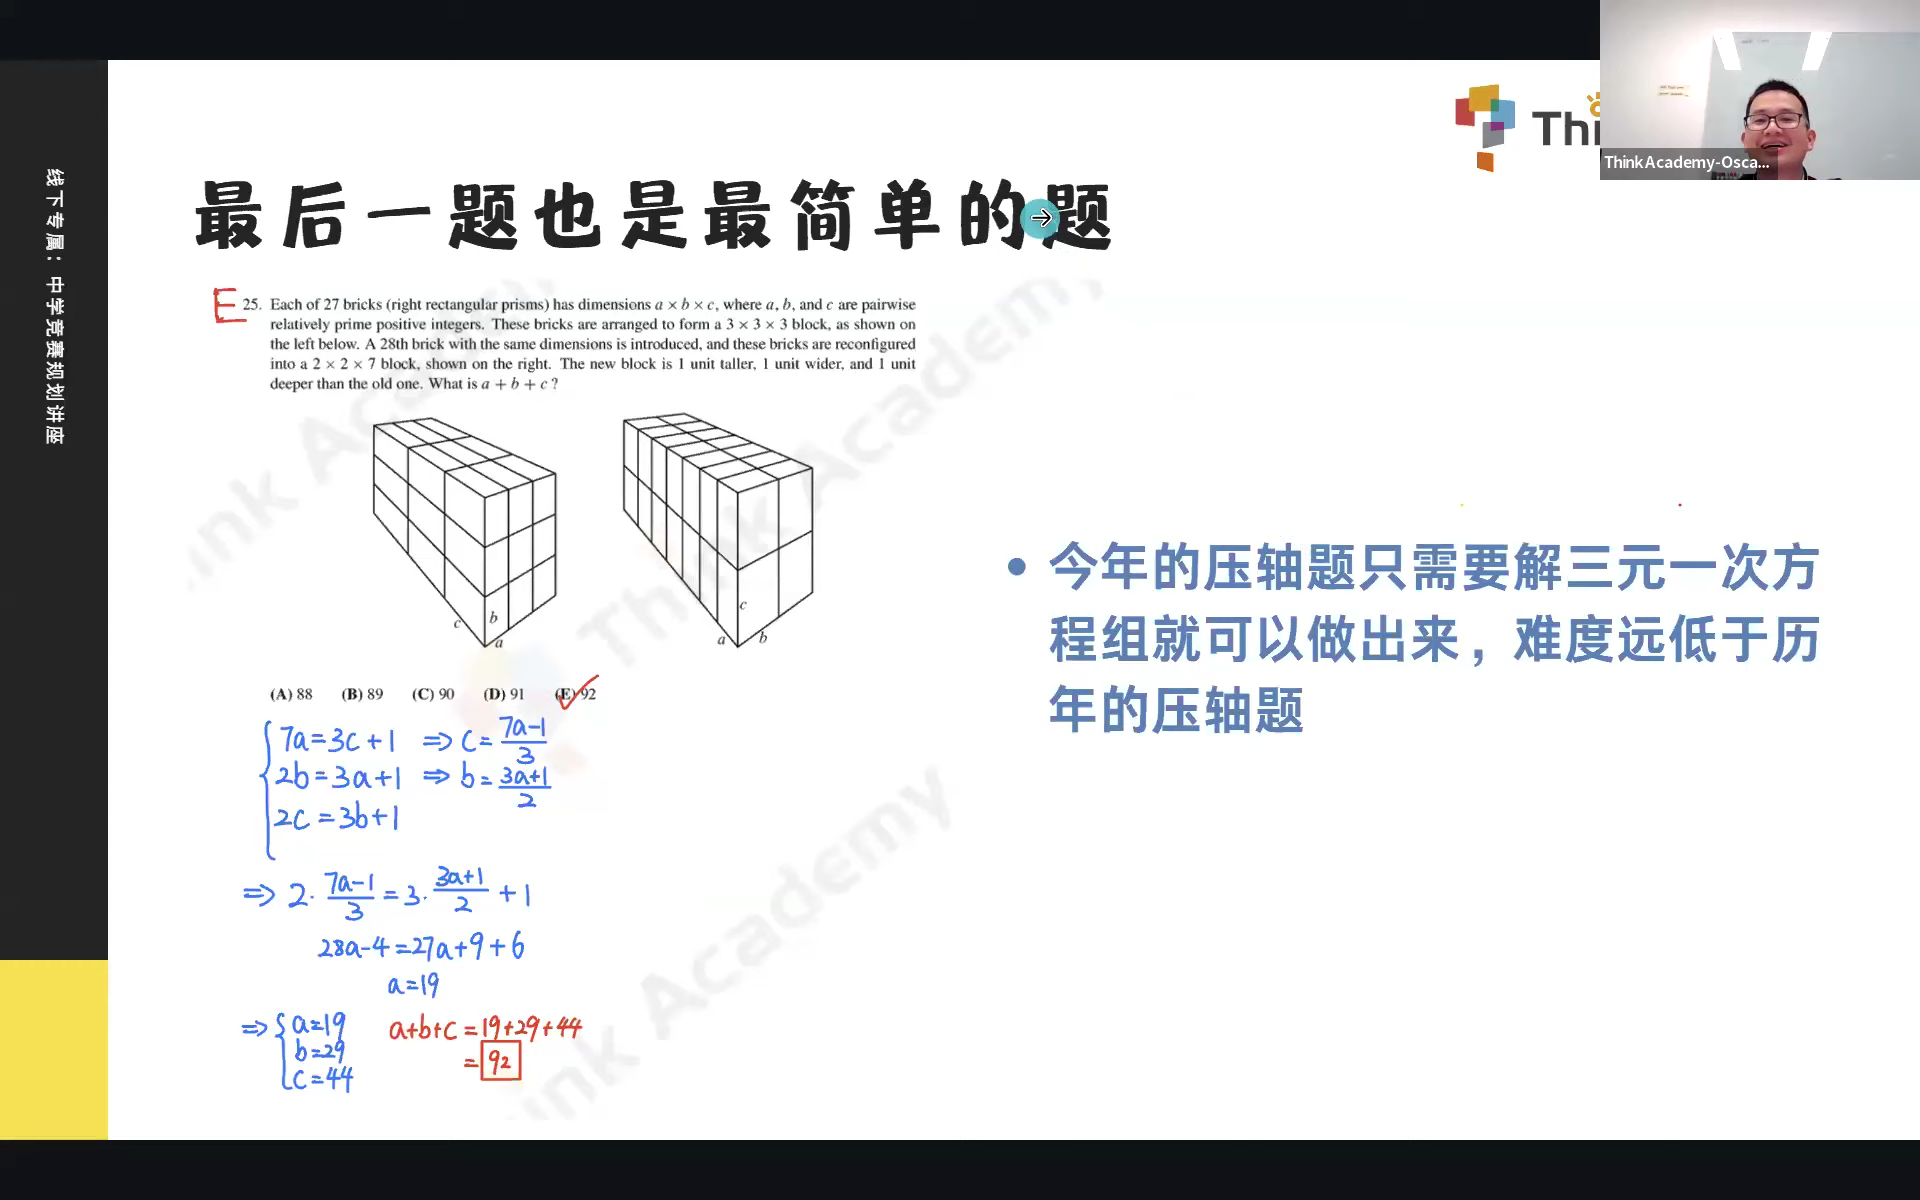 Thi
ThinkAcademy-Osca...
线下专属：中学竞赛规划讲座
最后一题也是最简单的题
E 25. Each of 27 bricks (right rectangular prisms) has dimensions a × b × c, where a, b, and c are pairwise
relatively prime positive integers. These bricks are arranged to form a 3 × 3 × 3 block, as shown on
the left below. A 28th brick with the same dimensions is introduced, and these bricks are reconfigured
into a 2 × 2 × 7 block, shown on the right. The new block is 1 unit taller, 1 unit wider, and 1 unit
deeper than the old one. What is a + b + c ?
c b a
a c b
(A) 88 (B) 89 (C) 90 (D) 91 (E) 92
7a=3c+1 ⇒ c= (7a-1)/3
2b=3a+1 ⇒ b= (3a+1)/2
2c=3b+1
⇒ 2· (7a-1)/3 = 3· (3a+1)/2 + 1
28a-4=27a+9+6
a=19
⇒ { a=19
b=29
c=44
a+b+c=19+29+44
= 92
• 今年的压轴题只需要解三元一次方
程组就可以做出来，难度远低于历
年的压轴题
Think Academy
Think Academy
Think Academy